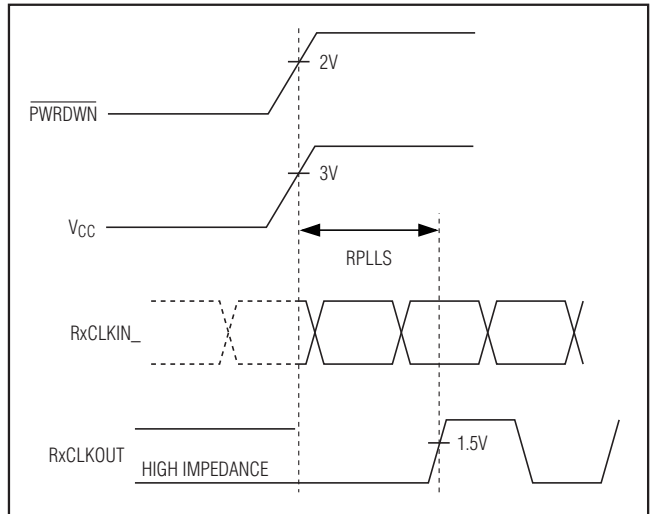 2V
PWRDWN
3V
VCC
RPLLS
RxCLKIN_
RxCLKOUT
1.5V
HIGH IMPEDANCE